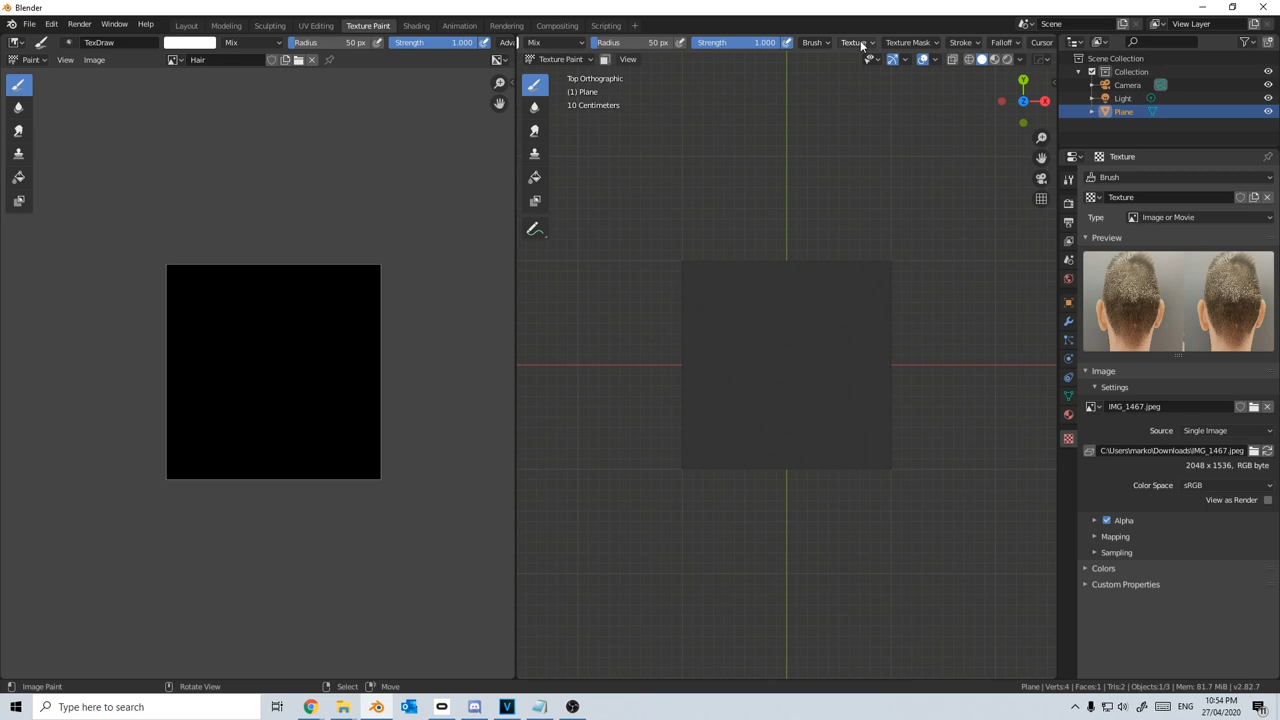 Blender
File Edit Render Window Help Layout Modeling Sculpting UV Editing Texture Paint Shading Animation Rendering Compositing Scripting + Scene View Layer
TexDraw Mix Radius 50 px Strength 1.000 Adv Mix Radius 50 px Strength 1.000 Brush Texture Texture Mask Stroke Falloff Cursor
Paint View Image Hair Texture Paint View
Scene Collection
Collection
Camera
Light
Plane
Top Orthographic
(1) Plane
10 Centimeters
Y
Z X
Texture
Brush
Texture
Type Image or Movie
Preview
Image
Settings
IMG_1467.jpeg
Source Single Image
C:\Users\marko\Downloads\IMG_1467.jpeg
2048 x 1536, RGB byte
Color Space sRGB
View as Render
Alpha
Mapping
Sampling
Colors
Custom Properties
Image Paint Rotate View Select Move Plane | Verts:4 | Faces:1 | Tris:2 | Objects:1/3 | Mem: 81.7 MiB | v2.82.7
Type here to search
ENG
10:54 PM
27/04/2020